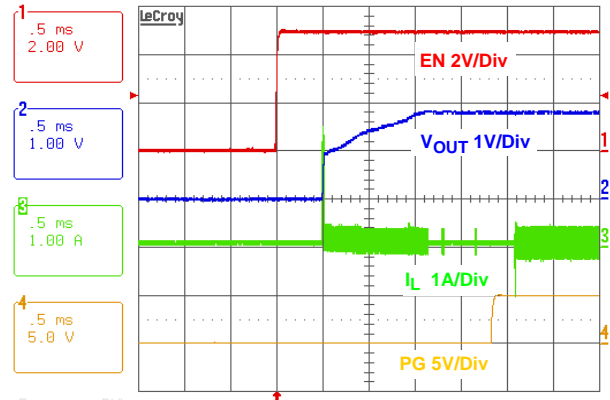 LeCroy
1
.5 ms
2.00 V
EN 2V/Div
2
.5 ms
1.00 V
VOUT 1V/Div
1
2
3
.5 ms
1.00 A
3
IL 1A/Div
4
.5 ms
5.0 V
4
PG 5V/Div